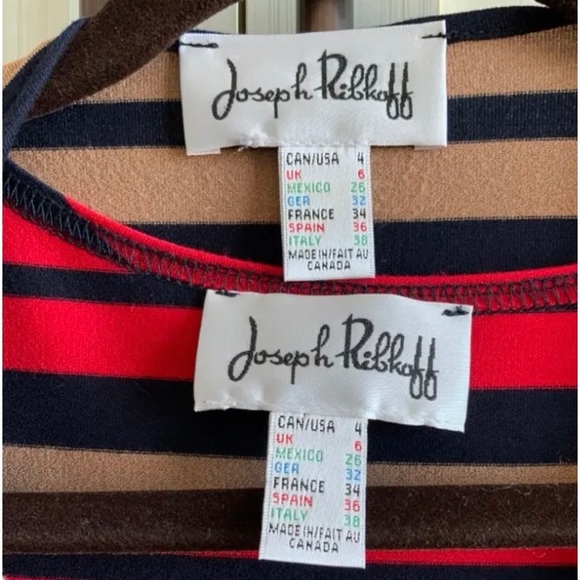 Joseph Ribkoff
CAN/USA 4
UK 6
MEXICO 26
GER 32
FRANCE 34
SPAIN 36
ITALY 38
MADE IN/FAIT AU
CANADA
Joseph Ribkoff
CAN/USA 4
UK 6
MEXICO 26
GER 32
FRANCE 34
SPAIN 36
ITALY 38
MADE IN/FAIT AU
CANADA